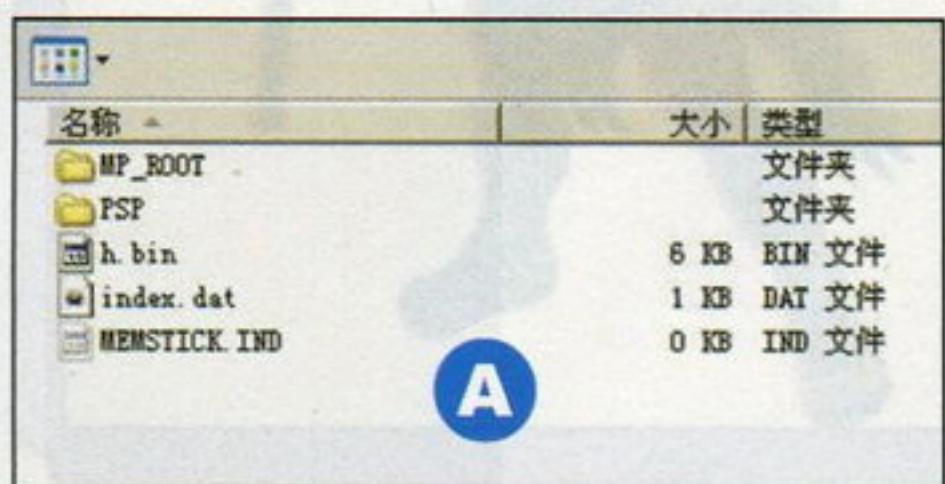 名称 大小 类型
MP_ROOT 文件夹
PSP 文件夹
h.bin 6 KB BIN 文件
index.dat 1 KB DAT 文件
MEMSTICK.IND 0 KB IND 文件
A